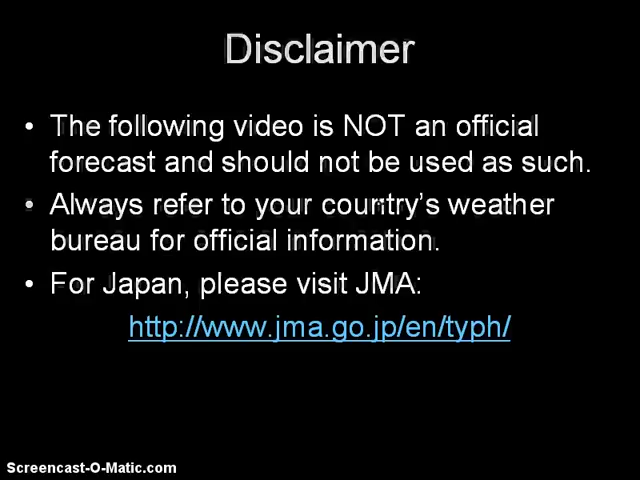 Disclaimer
• The following video is NOT an official
forecast and should not be used as such.
• Always refer to your country's weather
bureau for official information.
• For Japan, please visit JMA:
http://www.jma.go.jp/en/typh/
Screencast-O-Matic.com